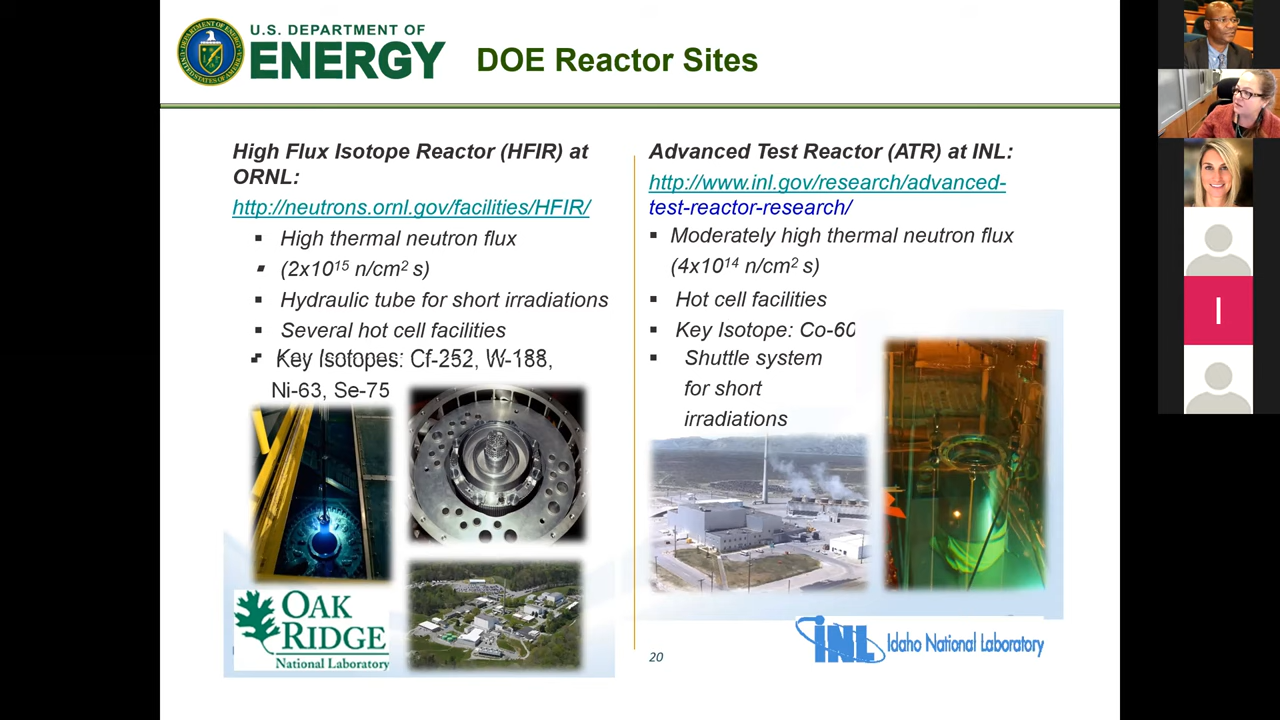 U.S. DEPARTMENT OF
ENERGY
DOE Reactor Sites
High Flux Isotope Reactor (HFIR) at
ORNL:
http://neutrons.ornl.gov/facilities/HFIR/
▪ High thermal neutron flux
▪ (2x10¹⁵ n/cm² s)
▪ Hydraulic tube for short irradiations
▪ Several hot cell facilities
▪ Key Isotopes: Cf-252, W-188,
Ni-63, Se-75
OAK
RIDGE
National Laboratory
Advanced Test Reactor (ATR) at INL:
http://www.inl.gov/research/advanced-
test-reactor-research/
▪ Moderately high thermal neutron flux
(4x10¹⁴ n/cm² s)
▪ Hot cell facilities
▪ Key Isotope: Co-60
▪ Shuttle system
for short
irradiations
20
INL Idaho National Laboratory
I